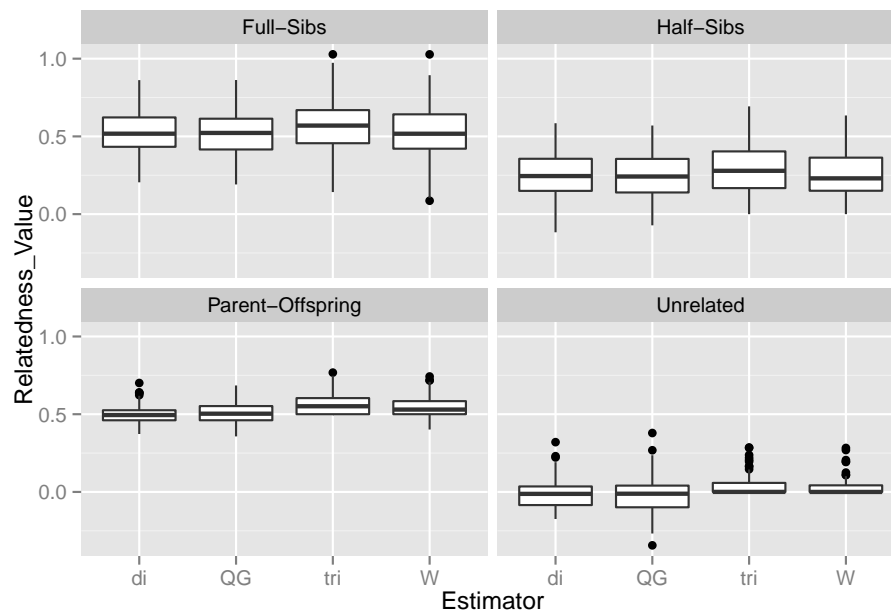 Full−Sibs
Half−Sibs
1.0
0.5
0.0
Parent−Offspring
Unrelated
1.0
0.5
0.0
di
QG
tri
W
di
QG
tri
W
Relatedness_Value
Estimator